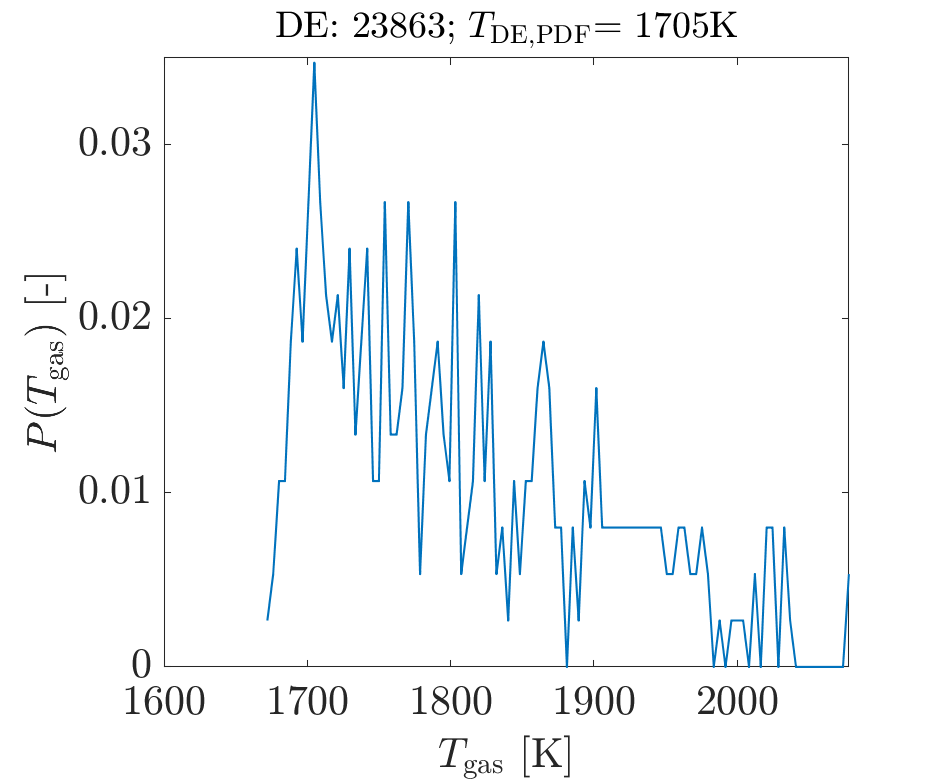 DE: 23863; T_DE,PDF= 1705K
0.03
0.02
0.01
0
P(T_gas) [-]
1600 1700 1800 1900 2000
T_gas [K]